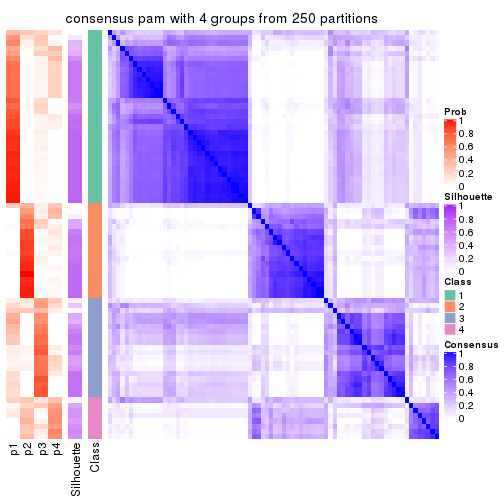 consensus pam with 4 groups from 250 partitions
Prob
1
0.8
0.6
0.4
0.2
0
Silhouette
1
0.8
0.6
0.4
0.2
0
Class
1
2
3
4
Consensus
1
0.8
0.6
0.4
0.2
0
p1
p2
p3
p4
Silhouette
Class